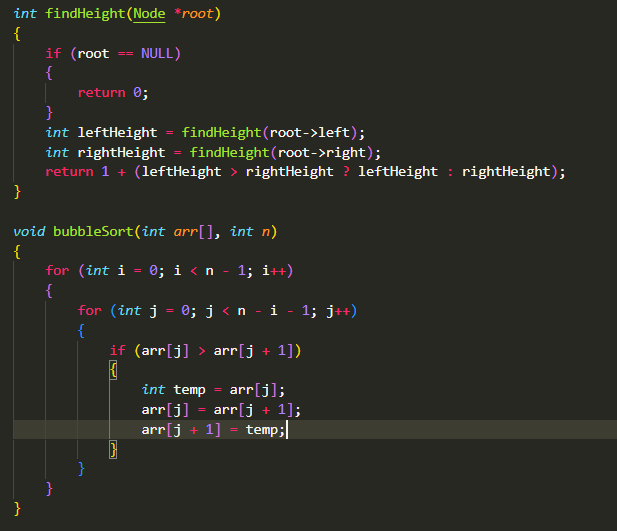 int findHeight(Node *root)
{
    if (root == NULL)
    {
        return 0;
    }
    int leftHeight = findHeight(root->left);
    int rightHeight = findHeight(root->right);
    return 1 + (leftHeight > rightHeight ? leftHeight : rightHeight);
}

void bubbleSort(int arr[], int n)
{
    for (int i = 0; i < n - 1; i++)
    {
        for (int j = 0; j < n - i - 1; j++)
        {
            if (arr[j] > arr[j + 1])
            {
                int temp = arr[j];
                arr[j] = arr[j + 1];
                arr[j + 1] = temp;
            }
        }
    }
}